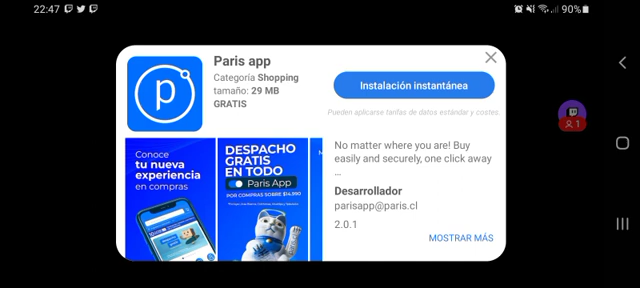 22:47
90%
Paris app
Categoría Shopping
tamaño: 29 MB
GRATIS
Instalación instantánea
Pueden aplicarse tarifas de datos estándar y costes.
p
Conoce
tu nueva
experiencia
en compras
DESPACHO
GRATIS
EN TODO
Paris App
POR COMPRAS SOBRE $14.990
No matter where you are! Buy
easily and securely, one click away
...
Desarrollador
parisapp@paris.cl
2.0.1
MOSTRAR MÁS
1